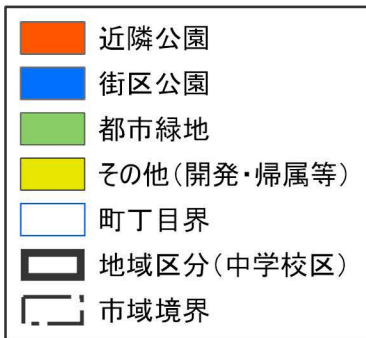 近隣公園
街区公園
都市緑地
その他(開発・帰属等)
町丁目界
地域区分(中学校区)
市域境界